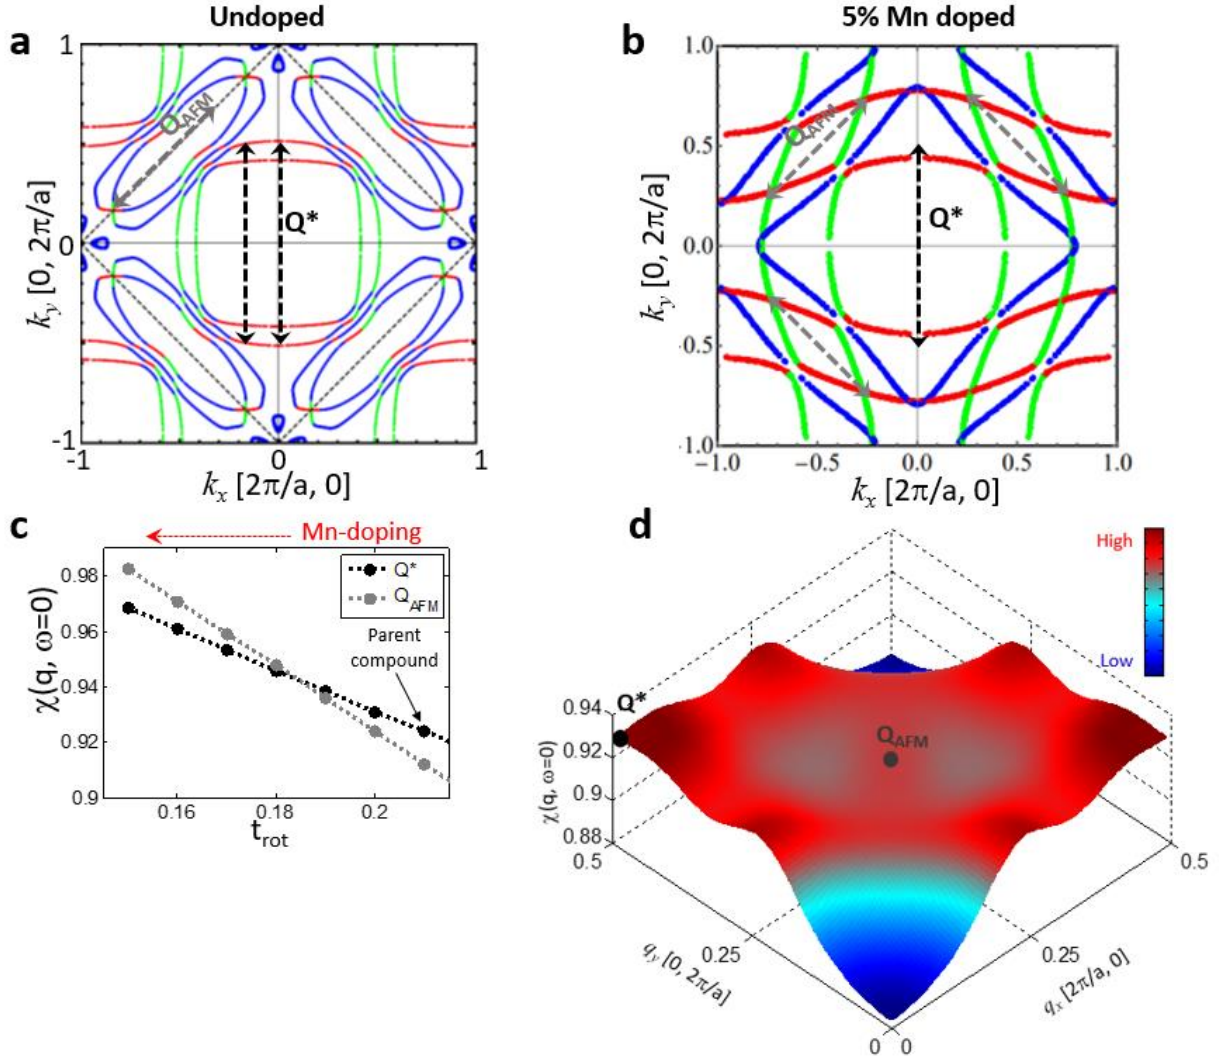 Undoped
5% Mn doped
a
b
1
0
-1
-1
0
1
k_y [0, 2π/a]
k_x [2π/a, 0]
Q_AFM
Q*
1.0
0.5
0.0
-0.5
-1.0
-1.0
-0.5
0.0
0.5
1.0
k_y [0, 2π/a]
k_x [2π/a, 0]
Q_AFM
Q*
c
Mn-doping
Q*
Q_AFM
Parent
compound
0.98
0.96
0.94
0.92
0.9
0.16
0.18
0.2
χ(q, ω=0)
t_rot
d
High
Low
Q*
Q_AFM
0.94
0.92
0.9
0.88
χ(q, ω=0)
0.5
0.25
0
0
0.25
0.5
q_y [0, 2π/a]
q_x [2π/a, 0]